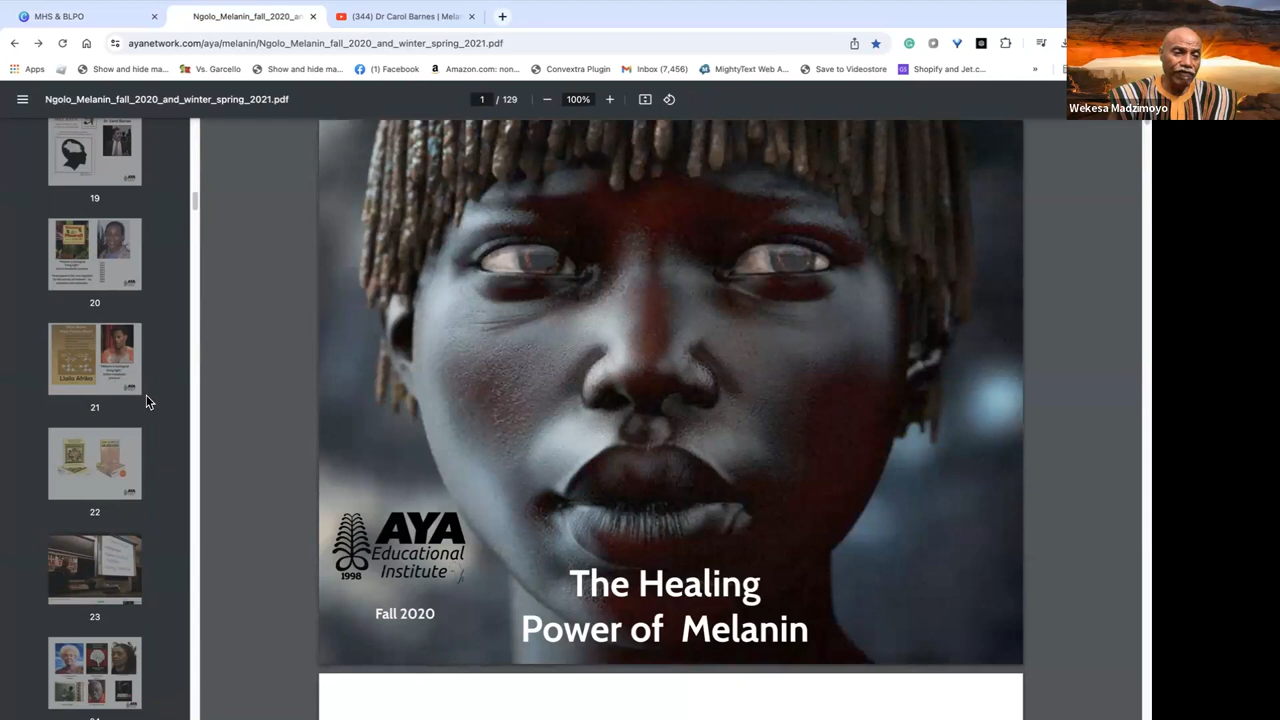 MHS & BLPO
Ngolo_Melanin_fall_2020_an
(344) Dr Carol Barnes | Mela
ayanetwork.com/aya/melanin/Ngolo_Melanin_fall_2020_and_winter_spring_2021.pdf
Apps
Show and hide ma...
Vs. Garcello
Show and hide ma...
(1) Facebook
Amazon.com: non...
Convextra Plugin
Inbox (7,456)
MightyText Web A...
Save to Videostore
Shopify and Jet.c...
»
Wekesa Madzimoyo
Ngolo_Melanin_fall_2020_and_winter_spring_2021.pdf
1 / 129
100%
19
20
21
Llaila Afrika
22
23
AYA
Educational
Institute
1998
Fall 2020
The Healing
Power of Melanin